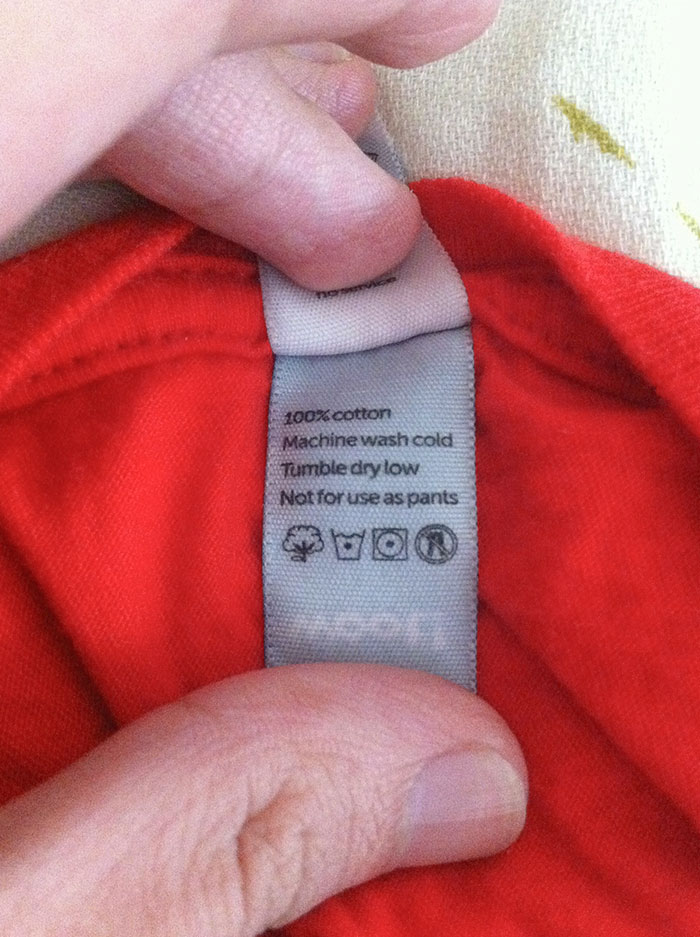 100% cotton
Machine wash cold
Tumble dry low
Not for use as pants